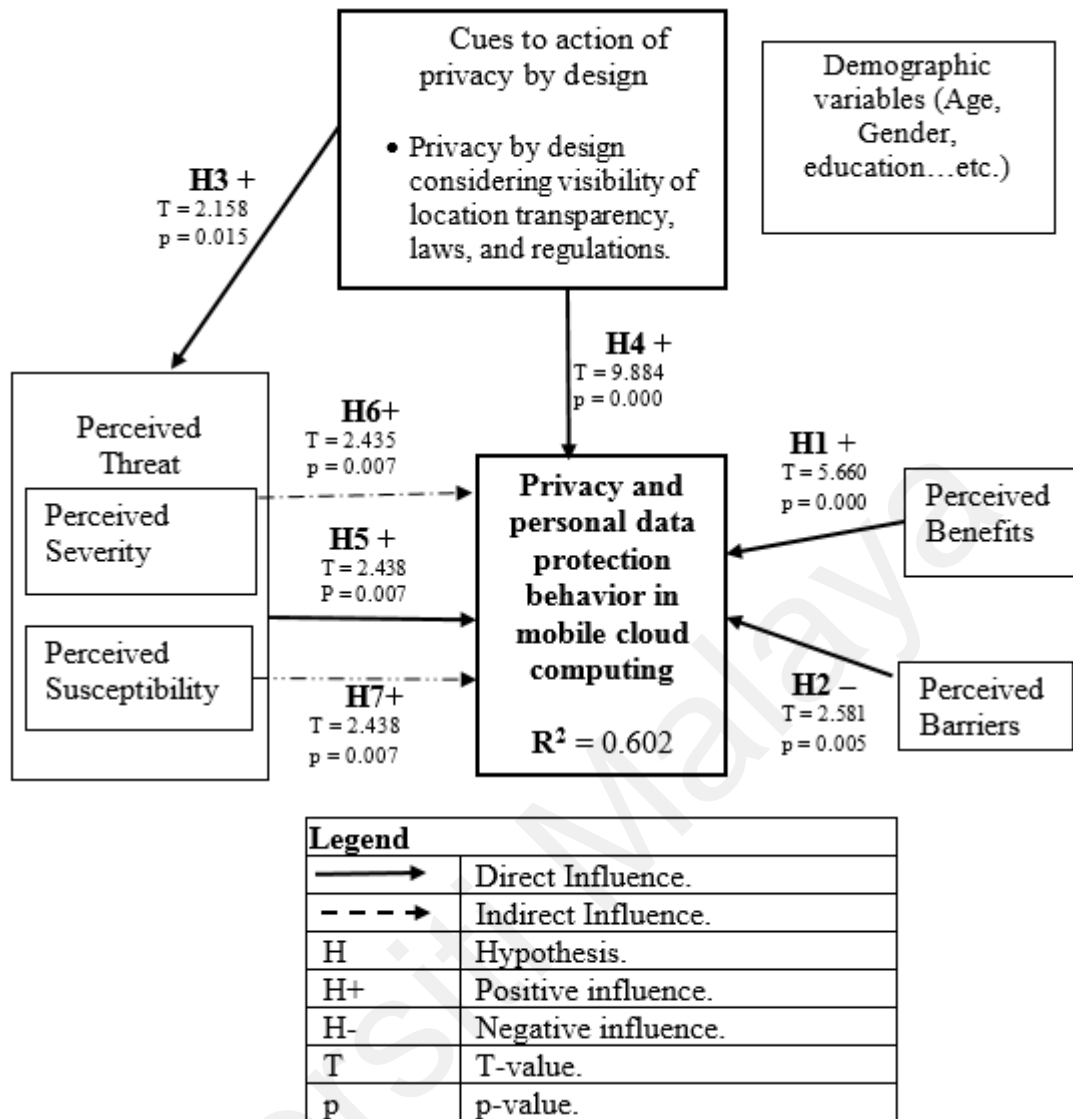 Cues to action of
privacy by design
• Privacy by design
considering visibility of
location transparency,
laws, and regulations.
Demographic
variables (Age,
Gender,
education…etc.)
H3 +
T = 2.158
p = 0.015
H4 +
T = 9.884
p = 0.000
Perceived
Threat
Perceived
Severity
Perceived
Susceptibility
H6+
T = 2.435
p = 0.007
H5 +
T = 2.438
P = 0.007
H7+
T = 2.438
p = 0.007
Privacy and
personal data
protection
behavior in
mobile cloud
computing
R² = 0.602
H1 +
T = 5.660
p = 0.000
Perceived
Benefits
H2 –
T = 2.581
p = 0.005
Perceived
Barriers
Legend
Direct Influence.
Indirect Influence.
H Hypothesis.
H+ Positive influence.
H- Negative influence.
T T-value.
p p-value.
ersiti Malaya